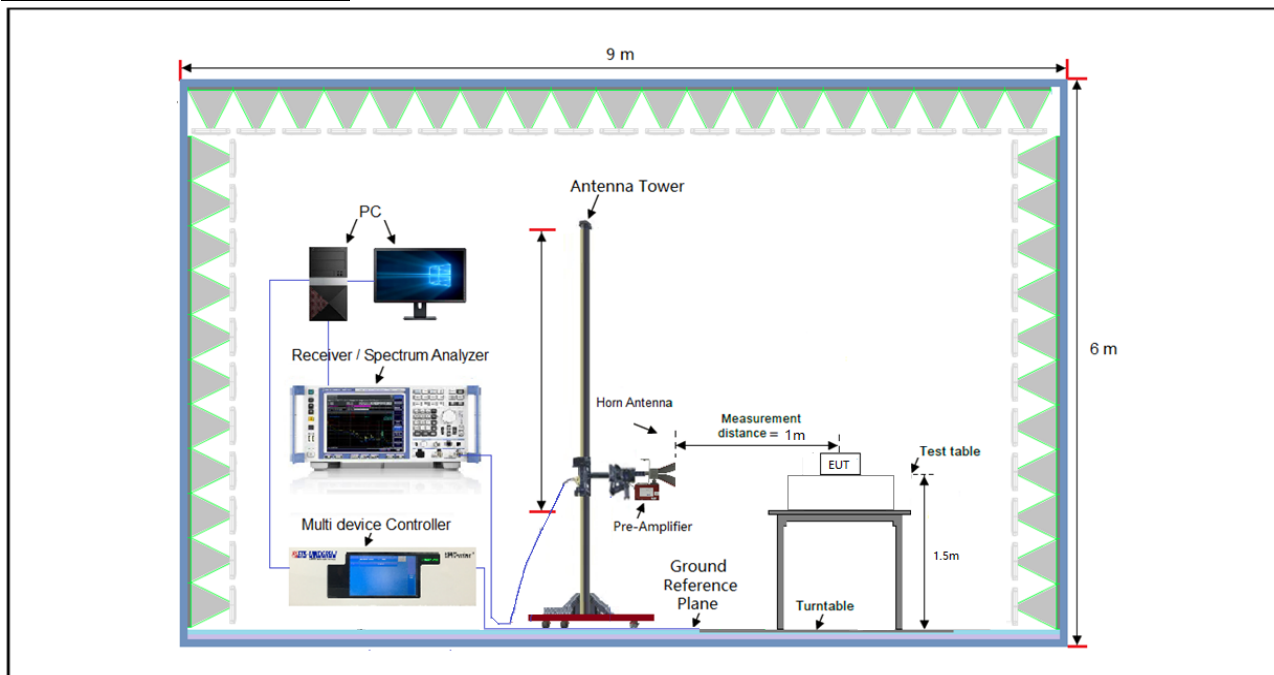 9 m
Antenna Tower
PC
6 m
Receiver / Spectrum Analyzer
Horn Antenna
Measurement
distance = 1m
EUT
Test table
Pre-Amplifier
Multi device Controller
1.5m
Ground
Reference
Plane
Turntable